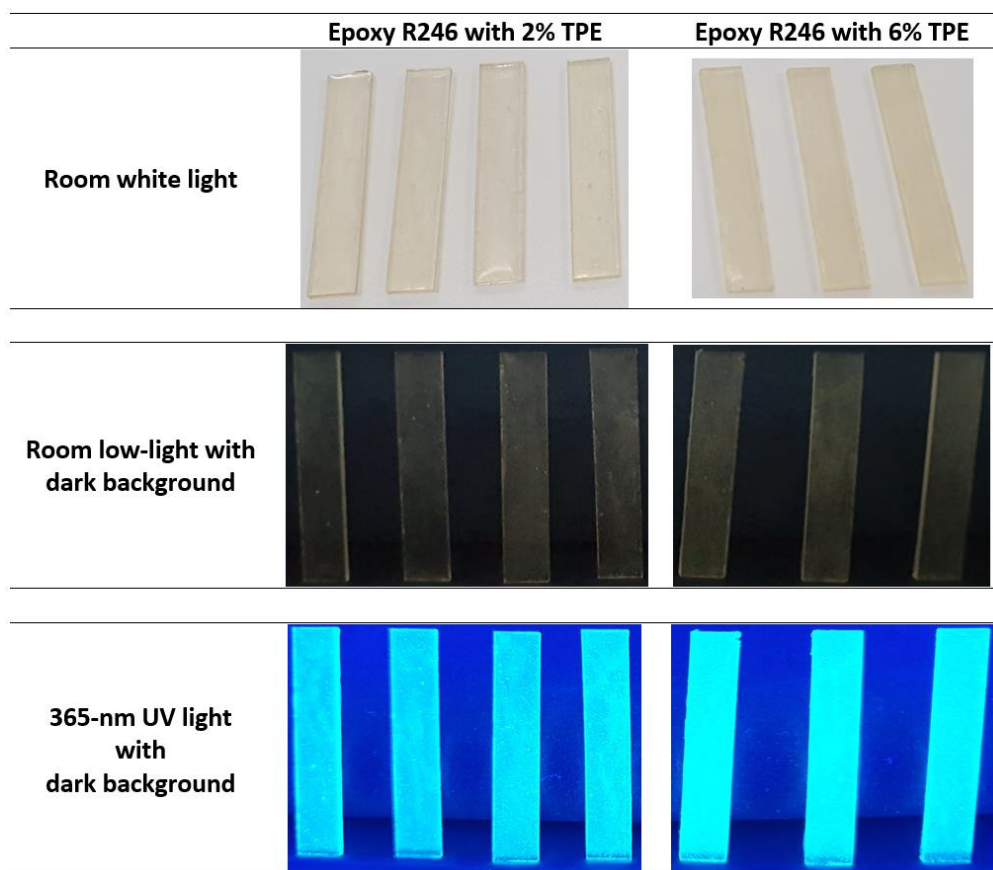 Epoxy R246 with 2% TPE
Epoxy R246 with 6% TPE
Room white light
Room low-light with
dark background
365-nm UV light
with
dark background